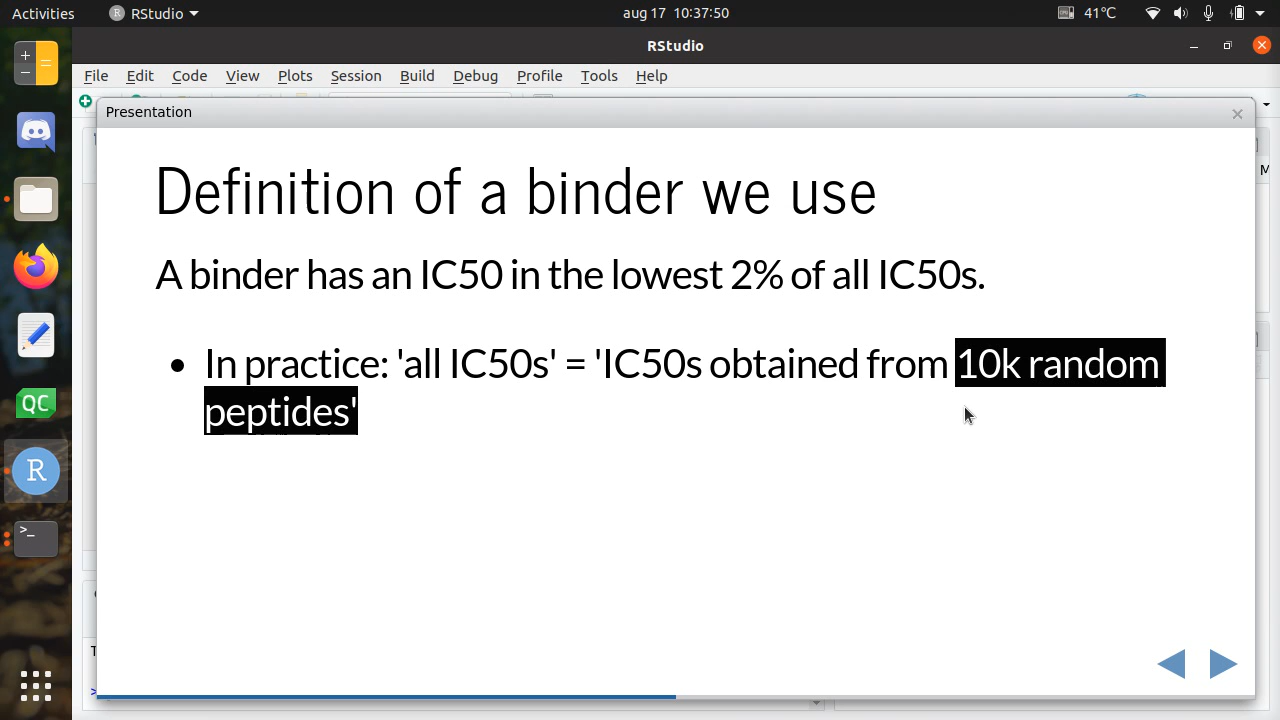 Activities RStudio aug 17 10:37:50 41°C
RStudio
File Edit Code View Plots Session Build Debug Profile Tools Help
Presentation
Definition of a binder we use
A binder has an IC50 in the lowest 2% of all IC50s.
• In practice: 'all IC50s' = 'IC50s obtained from 10k random
peptides'
QC
R
>_